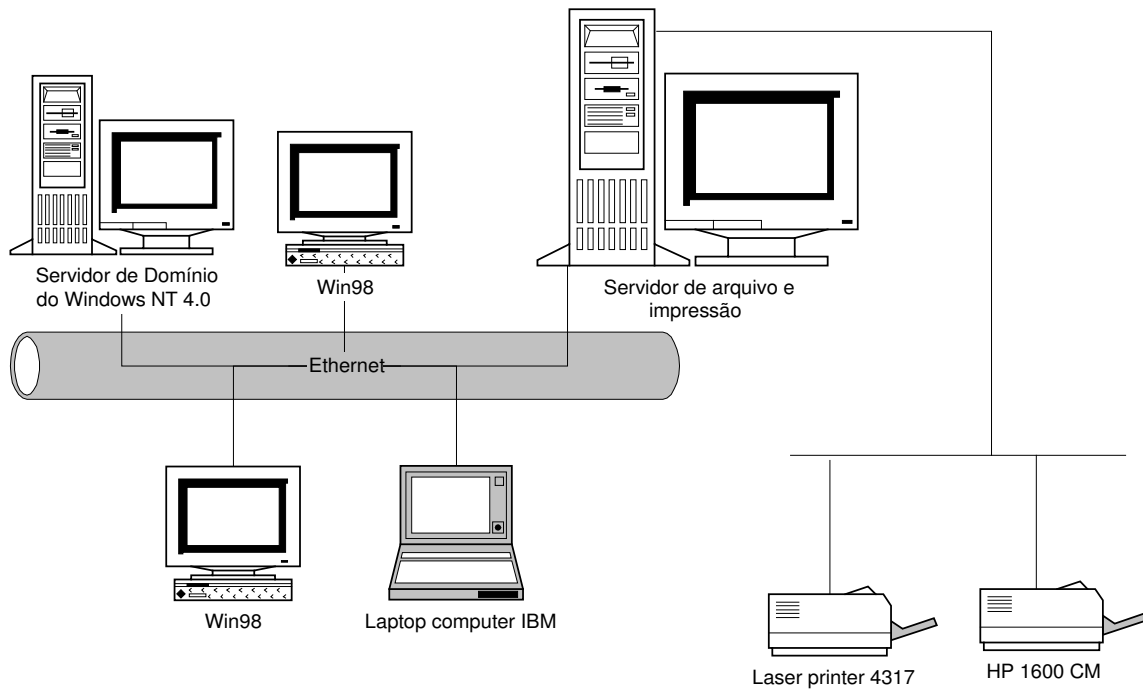 Servidor de Domínio
do Windows NT 4.0
Win98
Servidor de arquivo e
impressão
Ethernet
Win98
Laptop computer IBM
Laser printer 4317
HP 1600 CM